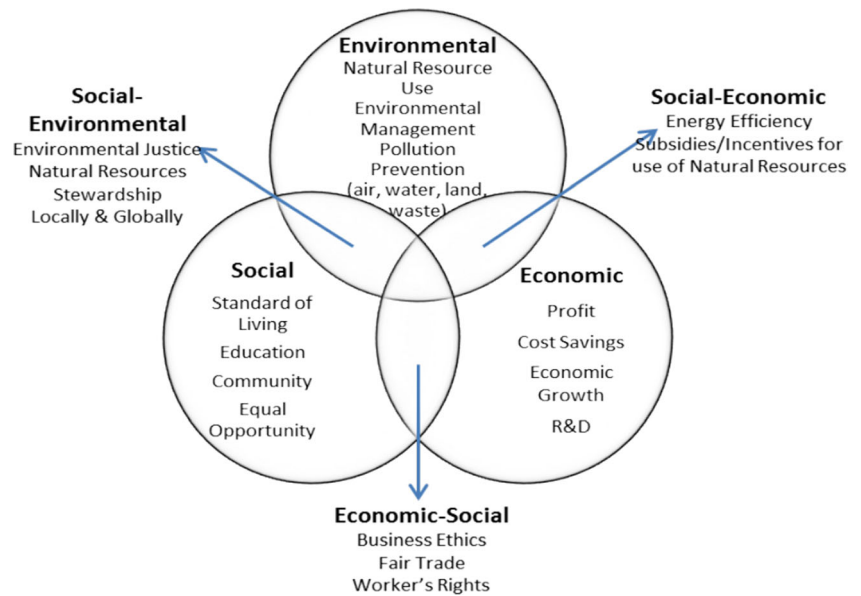 Environmental
Natural Resource
Use
Environmental
Management
Pollution
Prevention
(air, water, land,
waste)
Social-
Environmental
Environmental Justice
Natural Resources
Stewardship
Locally & Globally
Social-Economic
Energy Efficiency
Subsidies/Incentives for
use of Natural Resources
Social
Standard of
Living
Education
Community
Equal
Opportunity
Economic
Profit
Cost Savings
Economic
Growth
R&D
Economic-Social
Business Ethics
Fair Trade
Worker’s Rights